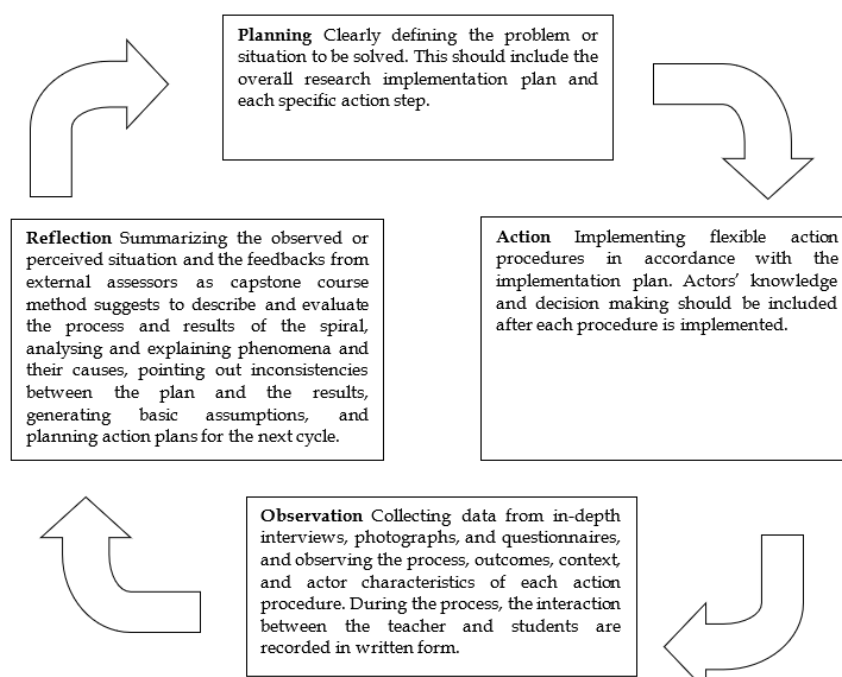 Planning Clearly defining the problem or
situation to be solved. This should include the
overall research implementation plan and
each specific action step.
Reflection Summarizing the observed or
perceived situation and the feedbacks from
external assessors as capstone course
method suggests to describe and evaluate
the process and results of the spiral,
analysing and explaining phenomena and
their causes, pointing out inconsistencies
between the plan and the results,
generating basic assumptions, and
planning action plans for the next cycle.
Action Implementing flexible action
procedures in accordance with the
implementation plan. Actors’ knowledge
and decision making should be included
after each procedure is implemented.
Observation Collecting data from in-depth
interviews, photographs, and questionnaires,
and observing the process, outcomes, context,
and actor characteristics of each action
procedure. During the process, the interaction
between the teacher and students are
recorded in written form.